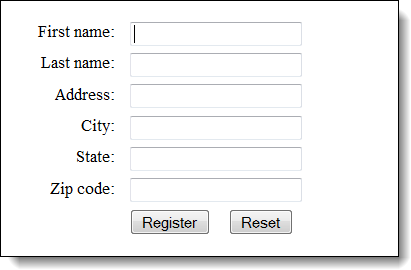 First name:
Last name:
Address:
City:
State:
Zip code:
Register Reset